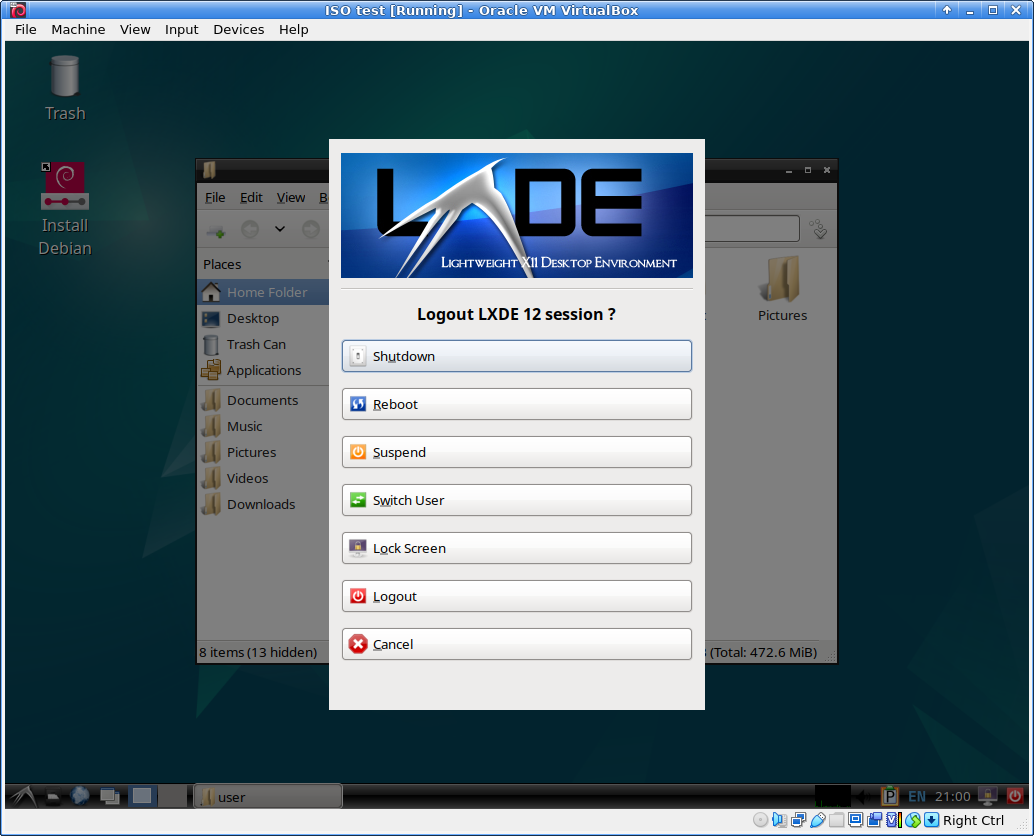 ISO test [Running] - Oracle VM VirtualBox
File Machine View Input Devices Help
Trash
Install
Debian
File Edit View B
Places
Home Folder
Desktop
Trash Can
Applications
Documents
Music
Pictures
Videos
Downloads
8 items (13 hidden)
LXDE
Lightweight X11 Desktop Environment
Logout LXDE 12 session ?
Shutdown
Reboot
Suspend
Switch User
Lock Screen
Logout
Cancel
Pictures
(Total: 472.6 MiB)
user
P
EN
21:00
Right Ctrl